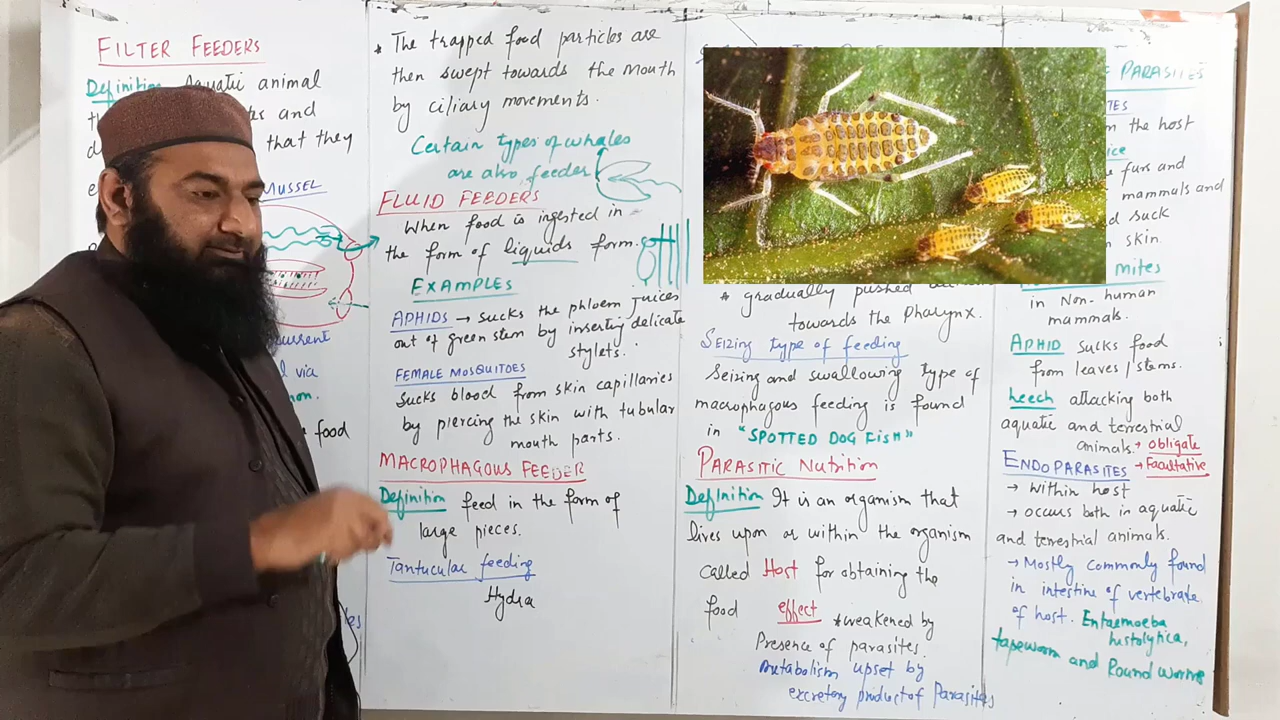 FILTER FEEDERS
Definition Aquatic animal
and
that they
MUSSEL
current
via
food
* The trapped food particles are
then swept towards the Mouth
by ciliary movements.
Certain types of whales
are also feeder
FLUID FEEDERS
When food is ingested in
the form of liquids form.
EXAMPLES
APHIDS → sucks the phloem juices
out of green stem by inserting delicate
stylets.
FEMALE MOSQUITOES
Sucks blood from skin capillaries
by piercing the skin with tubular
mouth parts.
MACROPHAGOUS FEEDER
Definition feed in the form of
large pieces.
Tantucular feeding
Hydra
* gradually pushed
towards the Pharynx.
Seizing type of feeding
Seizing and swallowing type of
macrophagous feeding is found
in "SPOTTED DOG FISH"
PARASITIC NUTRITION
Definition It is an organism that
lives upon or within the organism
called Host for obtaining the
food effect *weakened by
Presence of parasites.
metabolism upset by
excretory product of Parasites
PARASITES
the host
fur and
mammals and
suck
skin.
mites
in Non-human
mammals.
APHID sucks food
from leaves / stems.
Leech attacking both
aquatic and terrestrial
animals. → obligate
ENDOPARASITES → Facultative
→ Within host
→ occurs both in aquatic
and terrestrial animals.
→ Mostly commonly found
in intestine of vertebrate
of host. Entaemoeba
histolytica,
tapeworm and Round worms